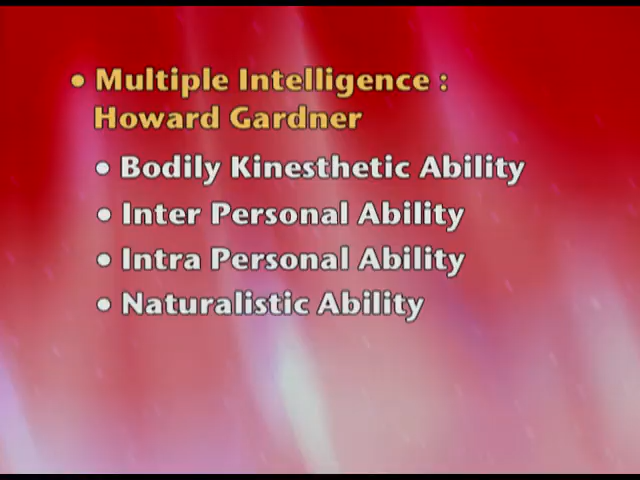 • Multiple Intelligence :
Howard Gardner
• Bodily Kinesthetic Ability
• Inter Personal Ability
• Intra Personal Ability
• Naturalistic Ability